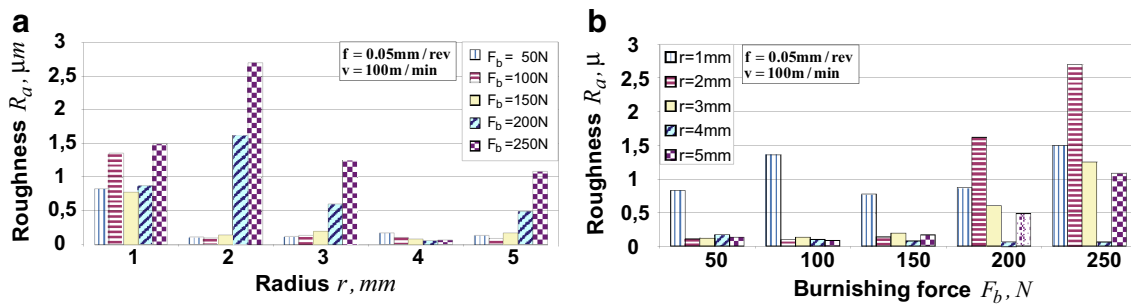 a
Roughness Ra, μm
3
2,5
2
1,5
1
0,5
0
f = 0.05mm / rev
v = 100m / min
Fb = 50N
Fb =100N
Fb =150N
Fb =200N
Fb =250N
1 2 3 4 5
Radius r, mm
b
Roughness Ra, μ
3
2,5
2
1,5
1
0,5
0
r=1mm
r=2mm
r=3mm
r=4mm
r=5mm
f = 0.05mm / rev
v = 100m / min
50 100 150 200 250
Burnishing force Fb, N